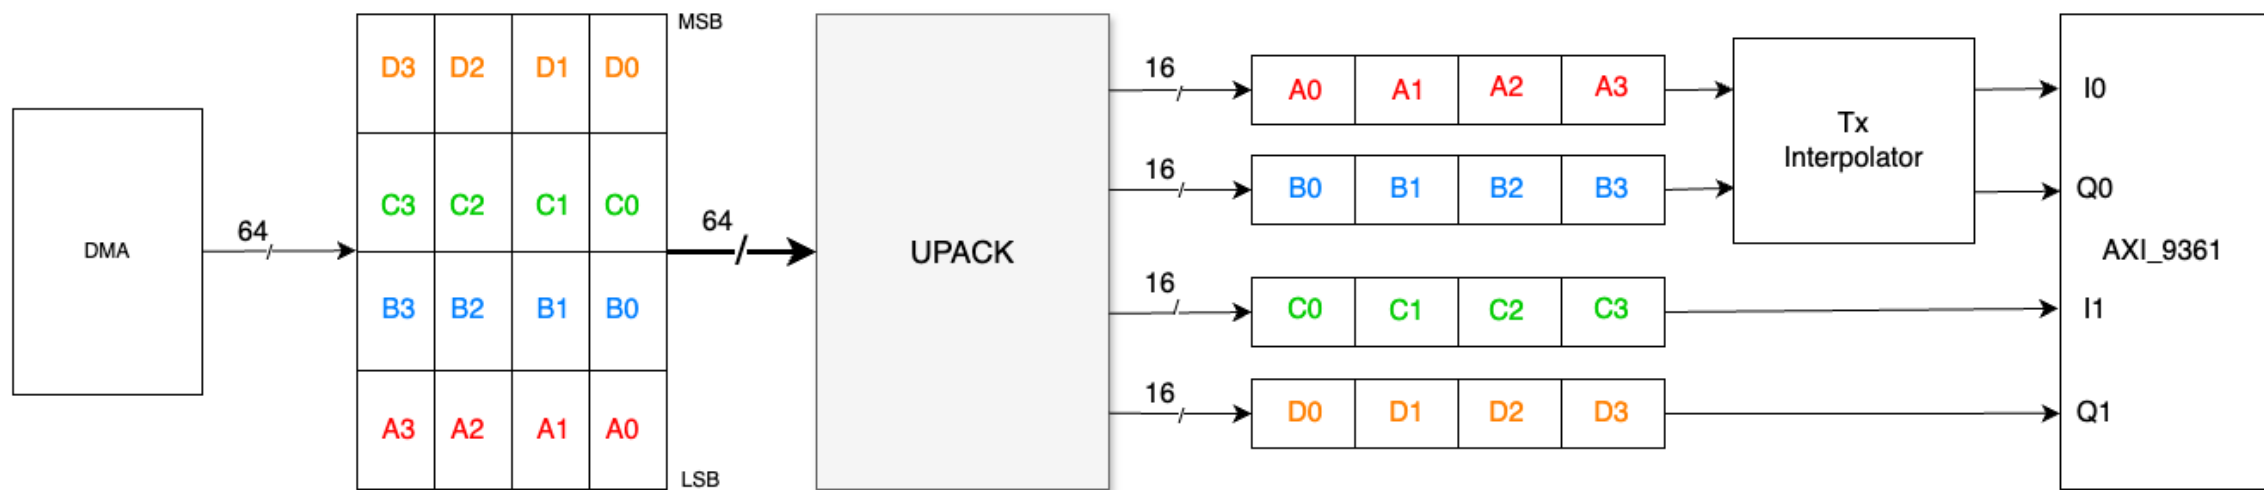 DMA
64
D3 D2 D1 D0
C3 C2 C1 C0
B3 B2 B1 B0
A3 A2 A1 A0
MSB
LSB
64
UPACK
16
A0 A1 A2 A3
16
B0 B1 B2 B3
16
C0 C1 C2 C3
16
D0 D1 D2 D3
Tx
Interpolator
I0
Q0
AXI_9361
I1
Q1